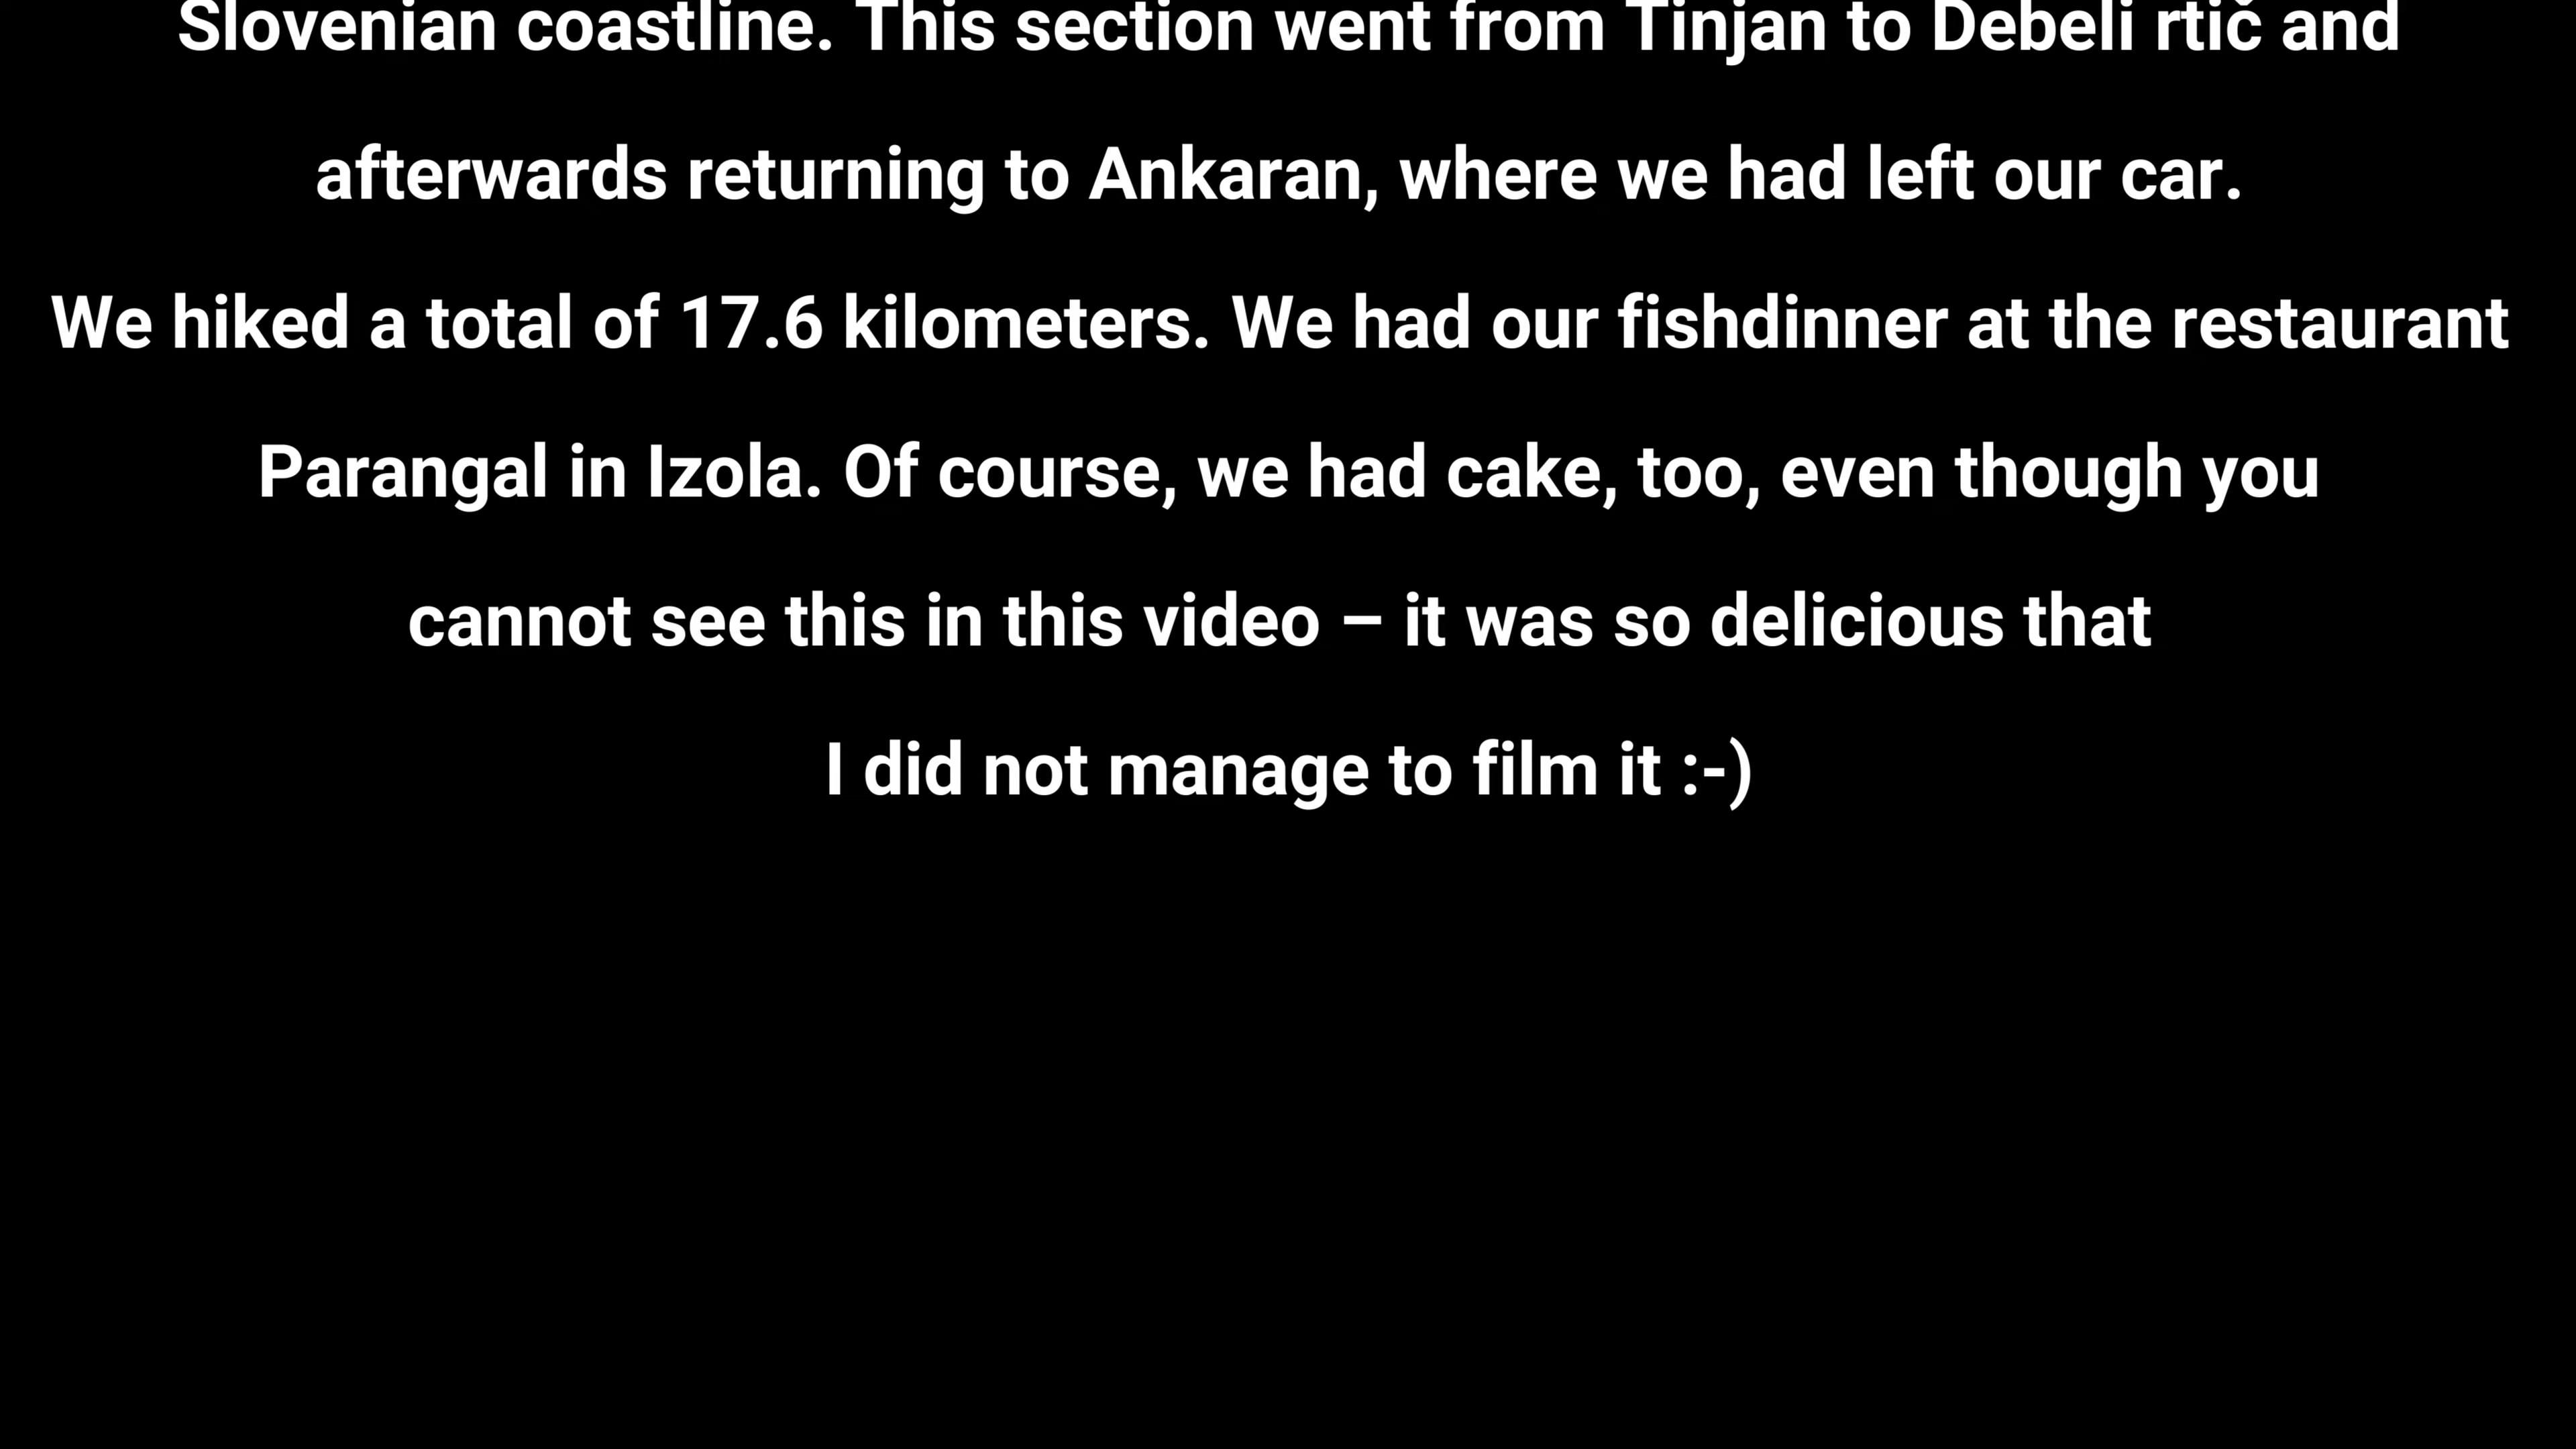 Slovenian coastline. This section went from Tinjan to Debeli rtič and
afterwards returning to Ankaran, where we had left our car.
We hiked a total of 17.6 kilometers. We had our fishdinner at the restaurant
Parangal in Izola. Of course, we had cake, too, even though you
cannot see this in this video – it was so delicious that
I did not manage to film it :-)